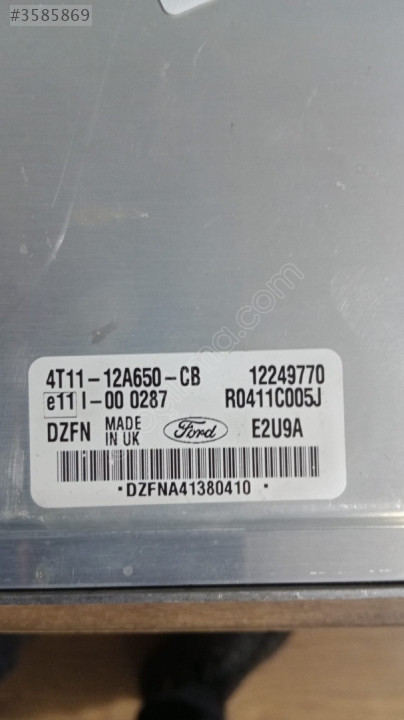 #3585869
4T11-12A650-CB 12249770
e11 I-00 0287 R0411C005J
DZFN MADE IN UK Ford E2U9A
·DZFNA41380410·